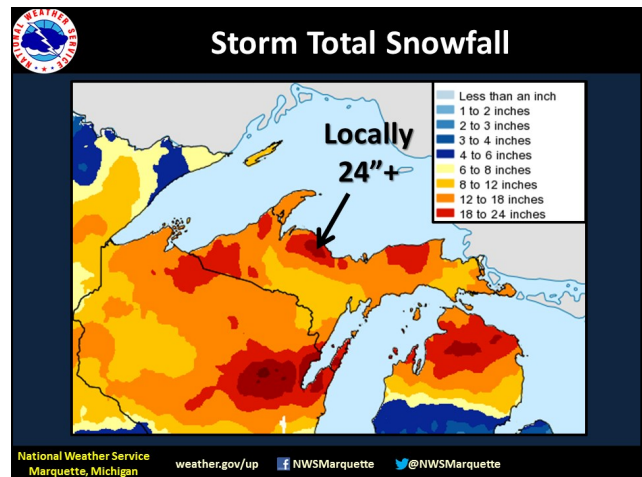 NATIONAL WEATHER SERVICE
Storm Total Snowfall
Locally
24”+
Less than an inch
1 to 2 inches
2 to 3 inches
3 to 4 inches
4 to 6 inches
6 to 8 inches
8 to 12 inches
12 to 18 inches
18 to 24 inches
National Weather Service
Marquette, Michigan
weather.gov/up
NWSMarquette
@NWSMarquette